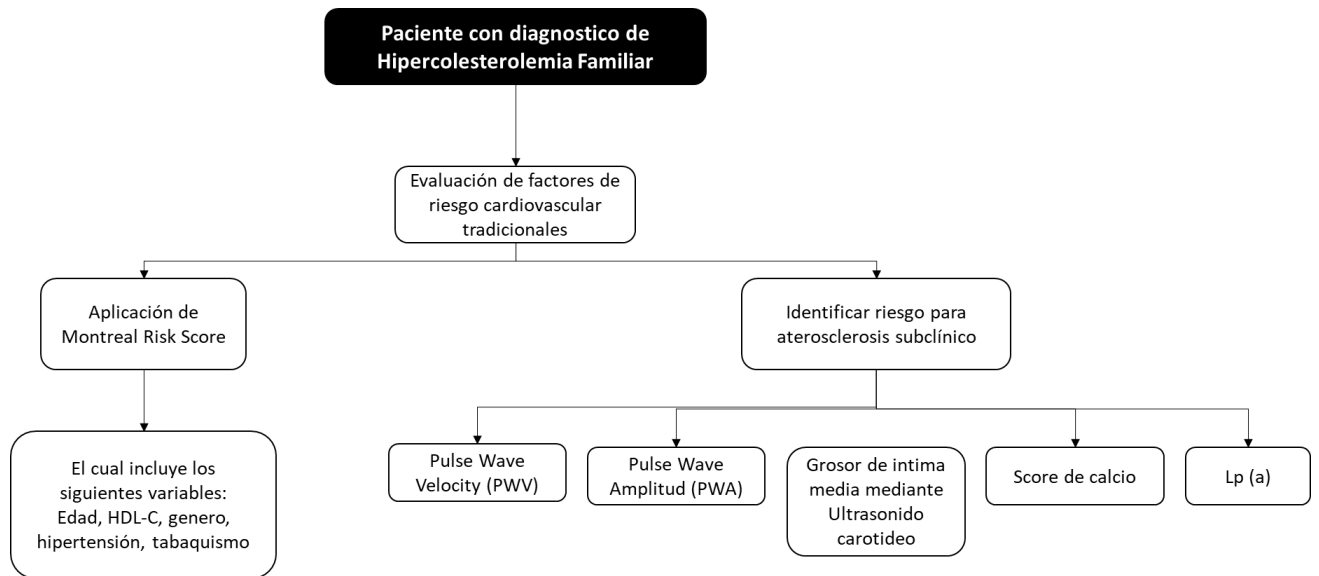 Paciente con diagnostico de
Hipercolesterolemia Familiar
Evaluación de factores de
riesgo cardiovascular
tradicionales
Aplicación de
Montreal Risk Score
Identificar riesgo para
aterosclerosis subclínico
El cual incluye los
siguientes variables:
Edad, HDL-C, genero,
hipertensión, tabaquismo
Pulse Wave
Velocity (PWV)
Pulse Wave
Amplitud (PWA)
Grosor de intima
media mediante
Ultrasonido
carotideo
Score de calcio
Lp (a)